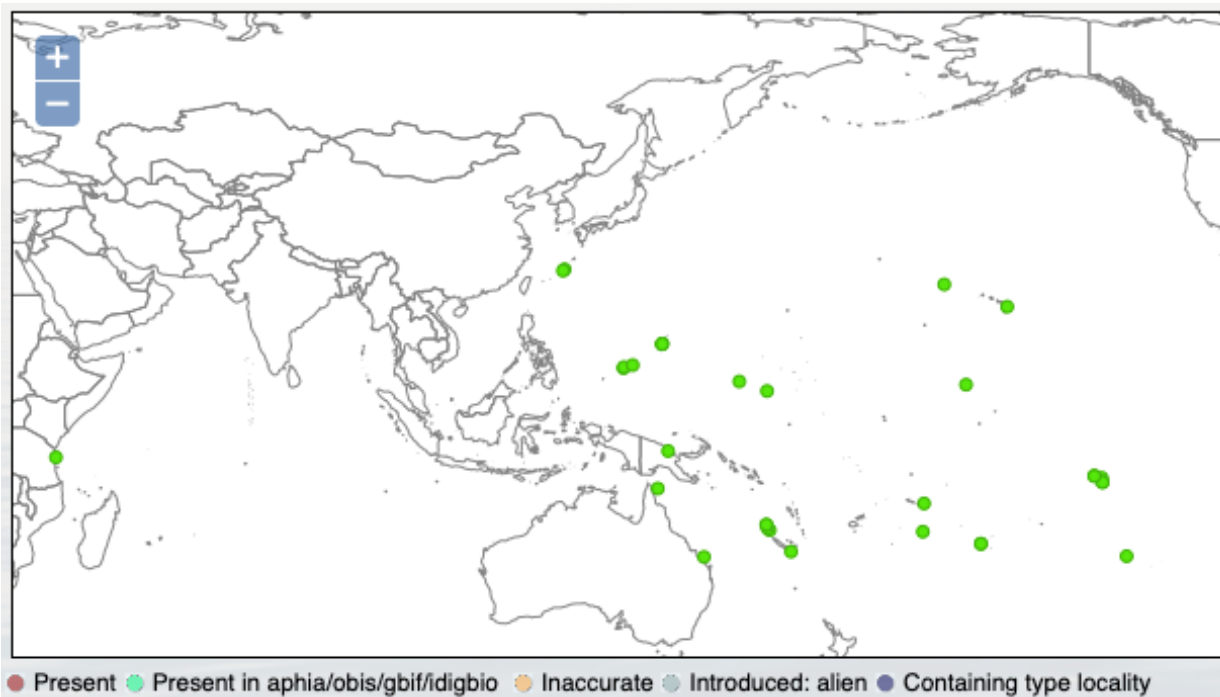 +
−
Present Present in aphia/obis/gbif/idigbio Inaccurate Introduced: alien Containing type locality